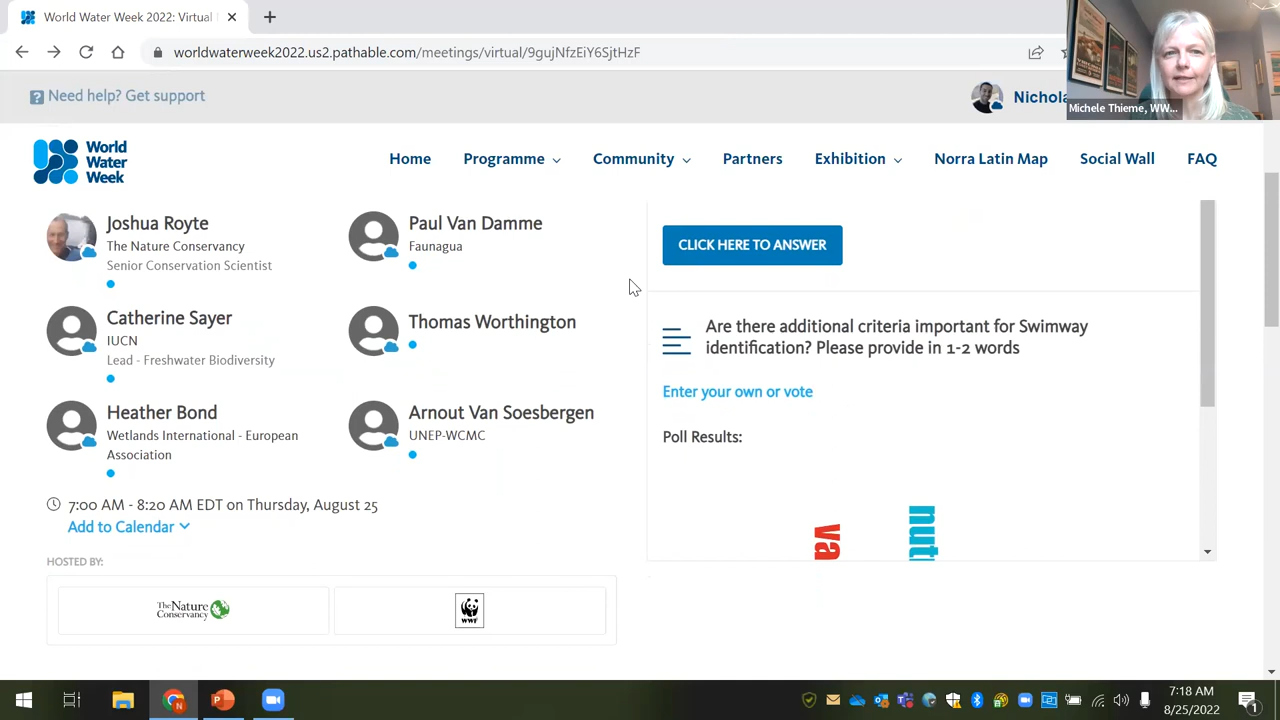 World Water Week 2022: Virtual
worldwaterweek2022.us2.pathable.com/meetings/virtual/9gujNfzEiY6SjtHzF
Need help? Get support
Nichola
Michele Thieme, WW...
World
Water
Week
Home
Programme
Community
Partners
Exhibition
Norra Latin Map
Social Wall
FAQ
Joshua Royte
The Nature Conservancy
Senior Conservation Scientist
Paul Van Damme
Faunagua
Catherine Sayer
IUCN
Lead - Freshwater Biodiversity
Thomas Worthington
Heather Bond
Wetlands International - European
Association
Arnout Van Soesbergen
UNEP-WCMC
7:00 AM - 8:20 AM EDT on Thursday, August 25
Add to Calendar
HOSTED BY:
The Nature
Conservancy
WWF
CLICK HERE TO ANSWER
Are there additional criteria important for Swimway
identification? Please provide in 1-2 words
Enter your own or vote
Poll Results:
va
nut
7:18 AM
8/25/2022
1